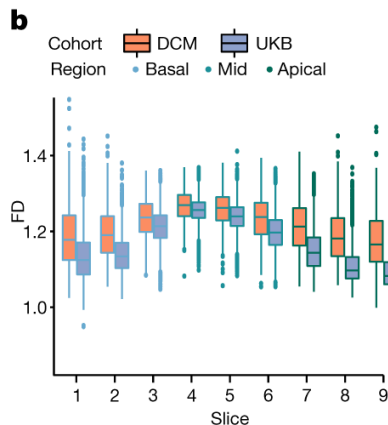 b
Cohort DCM UKB
Region Basal Mid Apical
1.4
1.2
1.0
FD
1 2 3 4 5 6 7 8 9
Slice